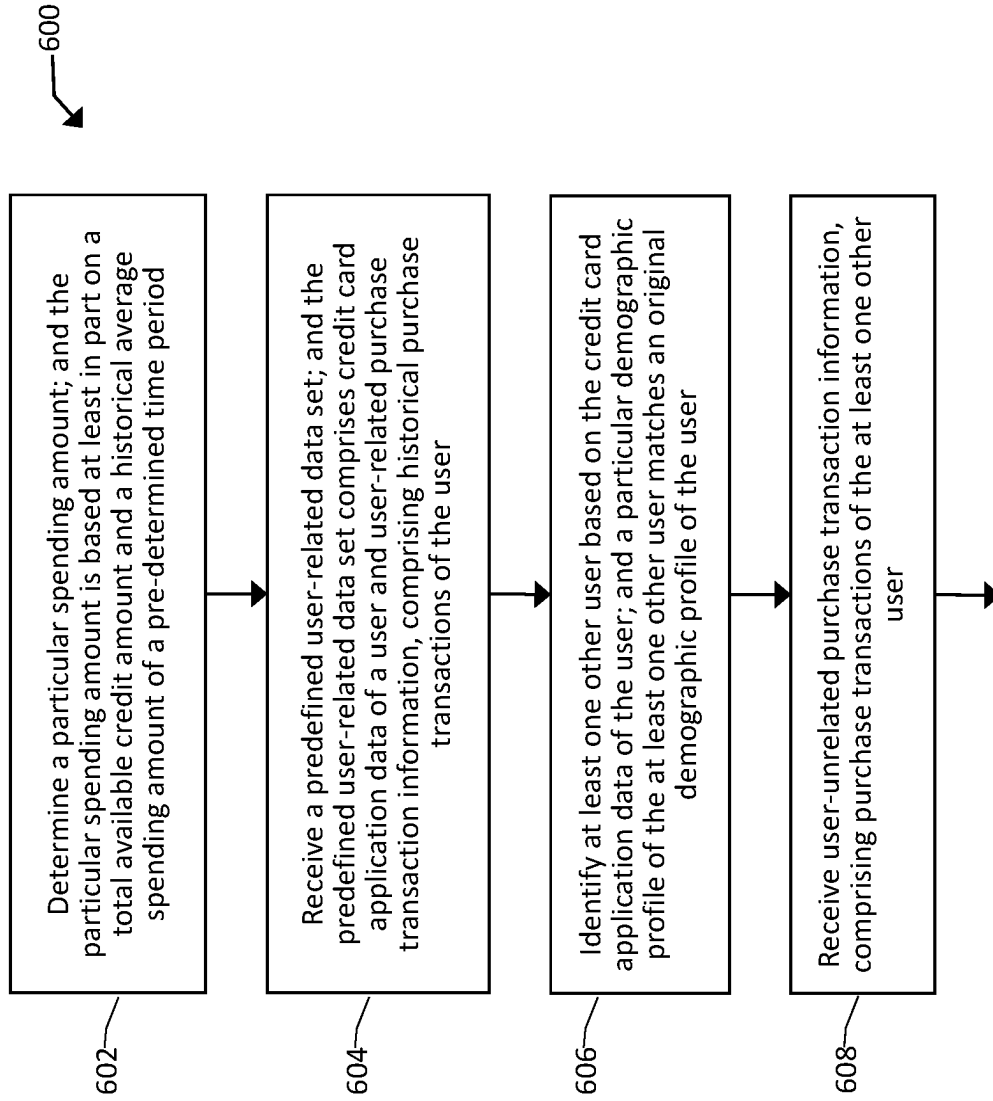 600
602
Determine a particular spending amount; and the
particular spending amount is based at least in part on a
total available credit amount and a historical average
spending amount of a pre-determined time period
604
Receive a predefined user-related data set; and the
predefined user-related data set comprises credit card
application data of a user and user-related purchase
transaction information, comprising historical purchase
transactions of the user
606
Identify at least one other user based on the credit card
application data of the user; and a particular demographic
profile of the at least one other user matches an original
demographic profile of the user
608
Receive user-unrelated purchase transaction information,
comprising purchase transactions of the at least one other
user